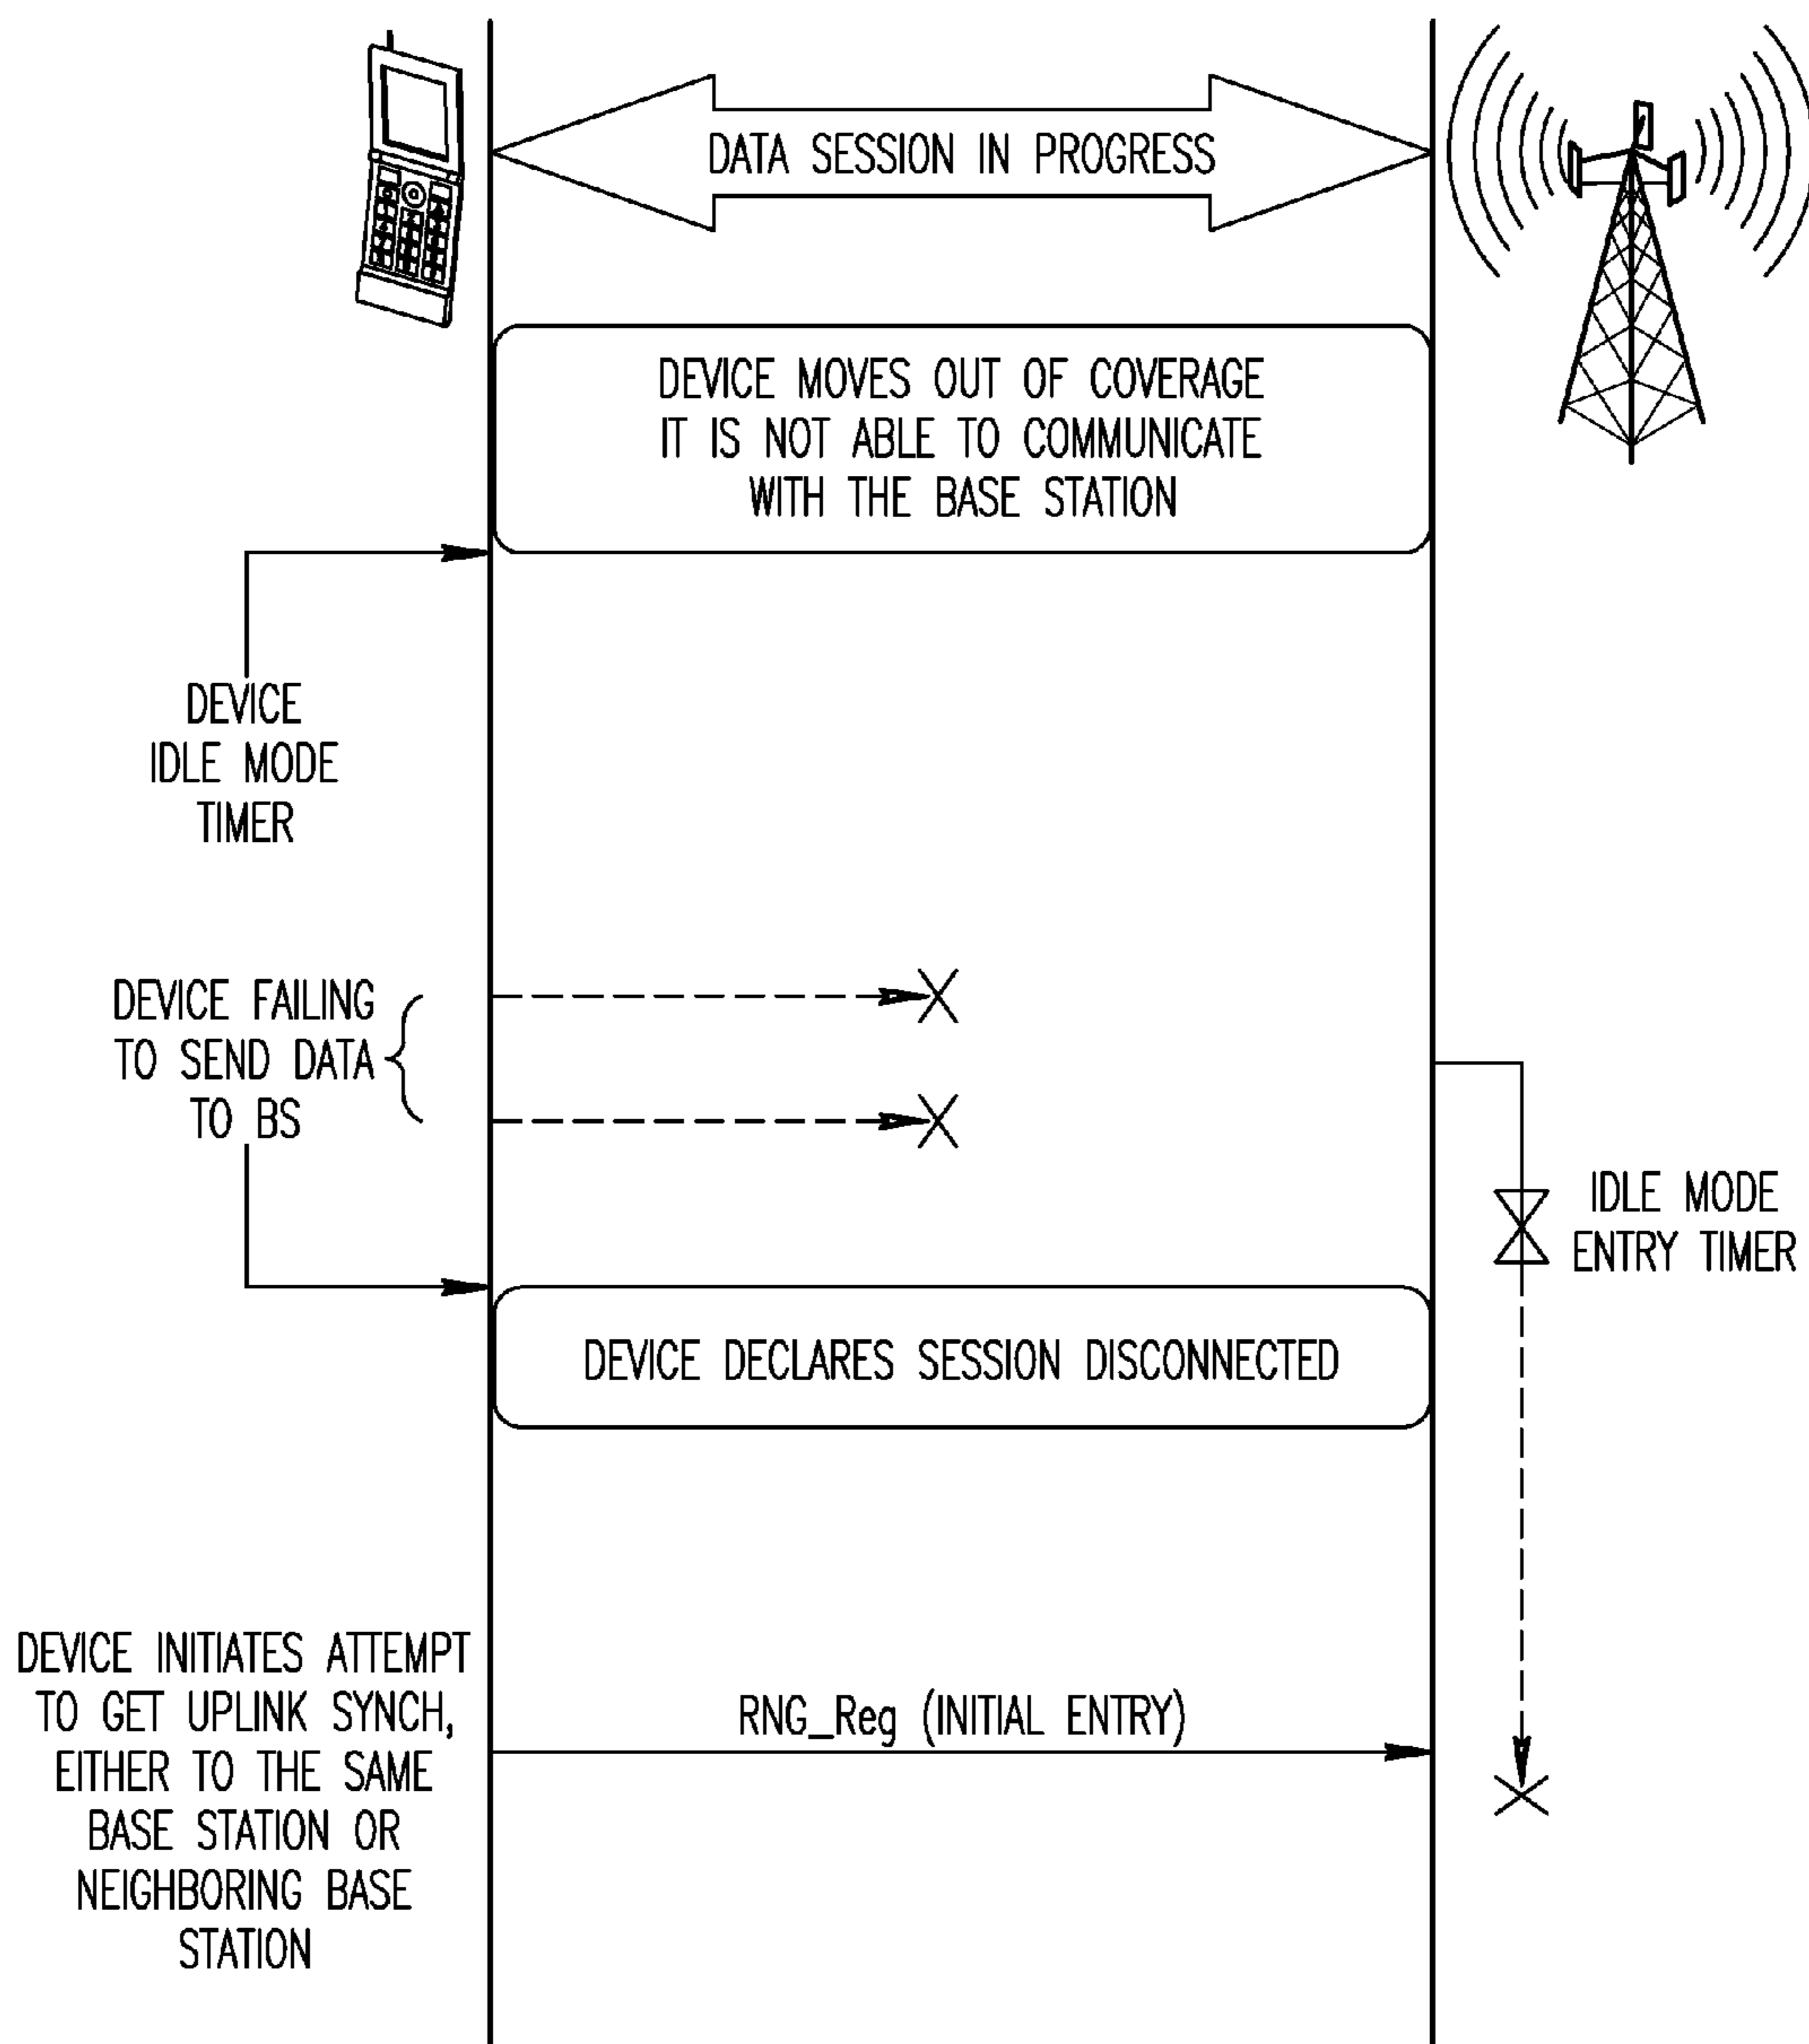 DATA SESSION IN PROGRESS
DEVICE MOVES OUT OF COVERAGE
IT IS NOT ABLE TO COMMUNICATE
WITH THE BASE STATION
DEVICE
IDLE MODE
TIMER
DEVICE FAILING
TO SEND DATA
TO BS
IDLE MODE
ENTRY TIMER
DEVICE DECLARES SESSION DISCONNECTED
DEVICE INITIATES ATTEMPT
TO GET UPLINK SYNCH,
EITHER TO THE SAME
BASE STATION OR
NEIGHBORING BASE
STATION
RNG_Reg (INITIAL ENTRY)